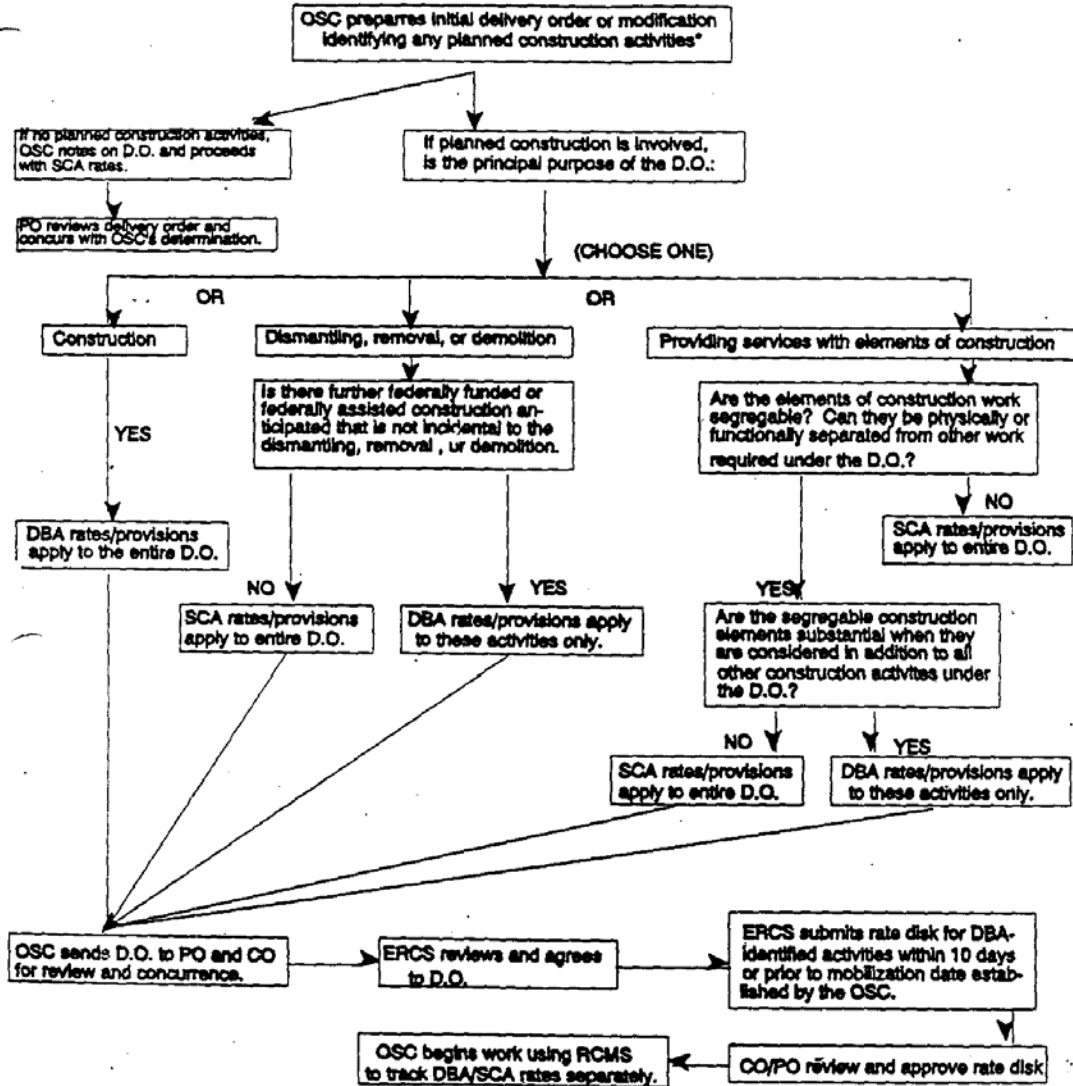 OSC preparres initial delivery order or modification
identifying any planned construction activities*
If no planned construction activities,
OSC notes on D.O. and proceeds
with SCA rates.
If planned construction is involved,
is the principal purpose of the D.O.:
PO reviews delivery order and
concurs with OSC's determination.
(CHOOSE ONE)
OR
OR
Construction
Dismantling, removal, or demolition
Providing services with elements of construction
Is there further federally funded or
federally assisted construction an-
ticipated that is not incidental to the
dismantling, removal , ur demolition.
Are the elements of construction work
segregable? Can they be physically or
functionally separated from other work
required under the D.O.?
YES
NO
DBA rates/provisions
apply to the entire D.O.
SCA rates/provisions
apply to entire D.O.
NO
YES
YES
SCA rates/provisions
apply to entire D.O.
DBA rates/provisions apply
to these activities only.
Are the segregable construction
elements substantial when they
are considered in addition to all
other construction activites under
the D.O.?
NO
YES
SCA rates/provisions
apply to entire D.O.
DBA rates/provisions apply
to these activities only.
OSC sends D.O. to PO and CO
for review and concurrence.
ERCS reviews and agrees
to D.O.
ERCS submits rate disk for DBA-
identified activities within 10 days
or prior to mobilization date estab-
lished by the OSC.
OSC begins work using RCMS
to track DBA/SCA rates separately.
CO/PO review and approve rate disk